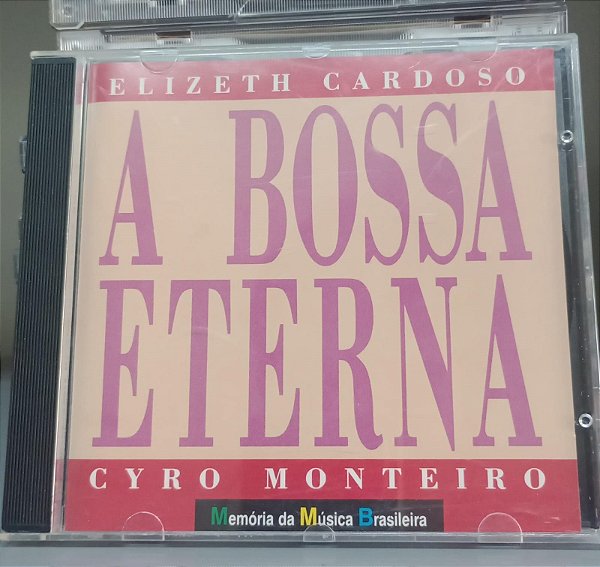 ELIZETH CARDOSO
A BOSSA
ETERNA
CYRO MONTEIRO
Memória da Música Brasileira